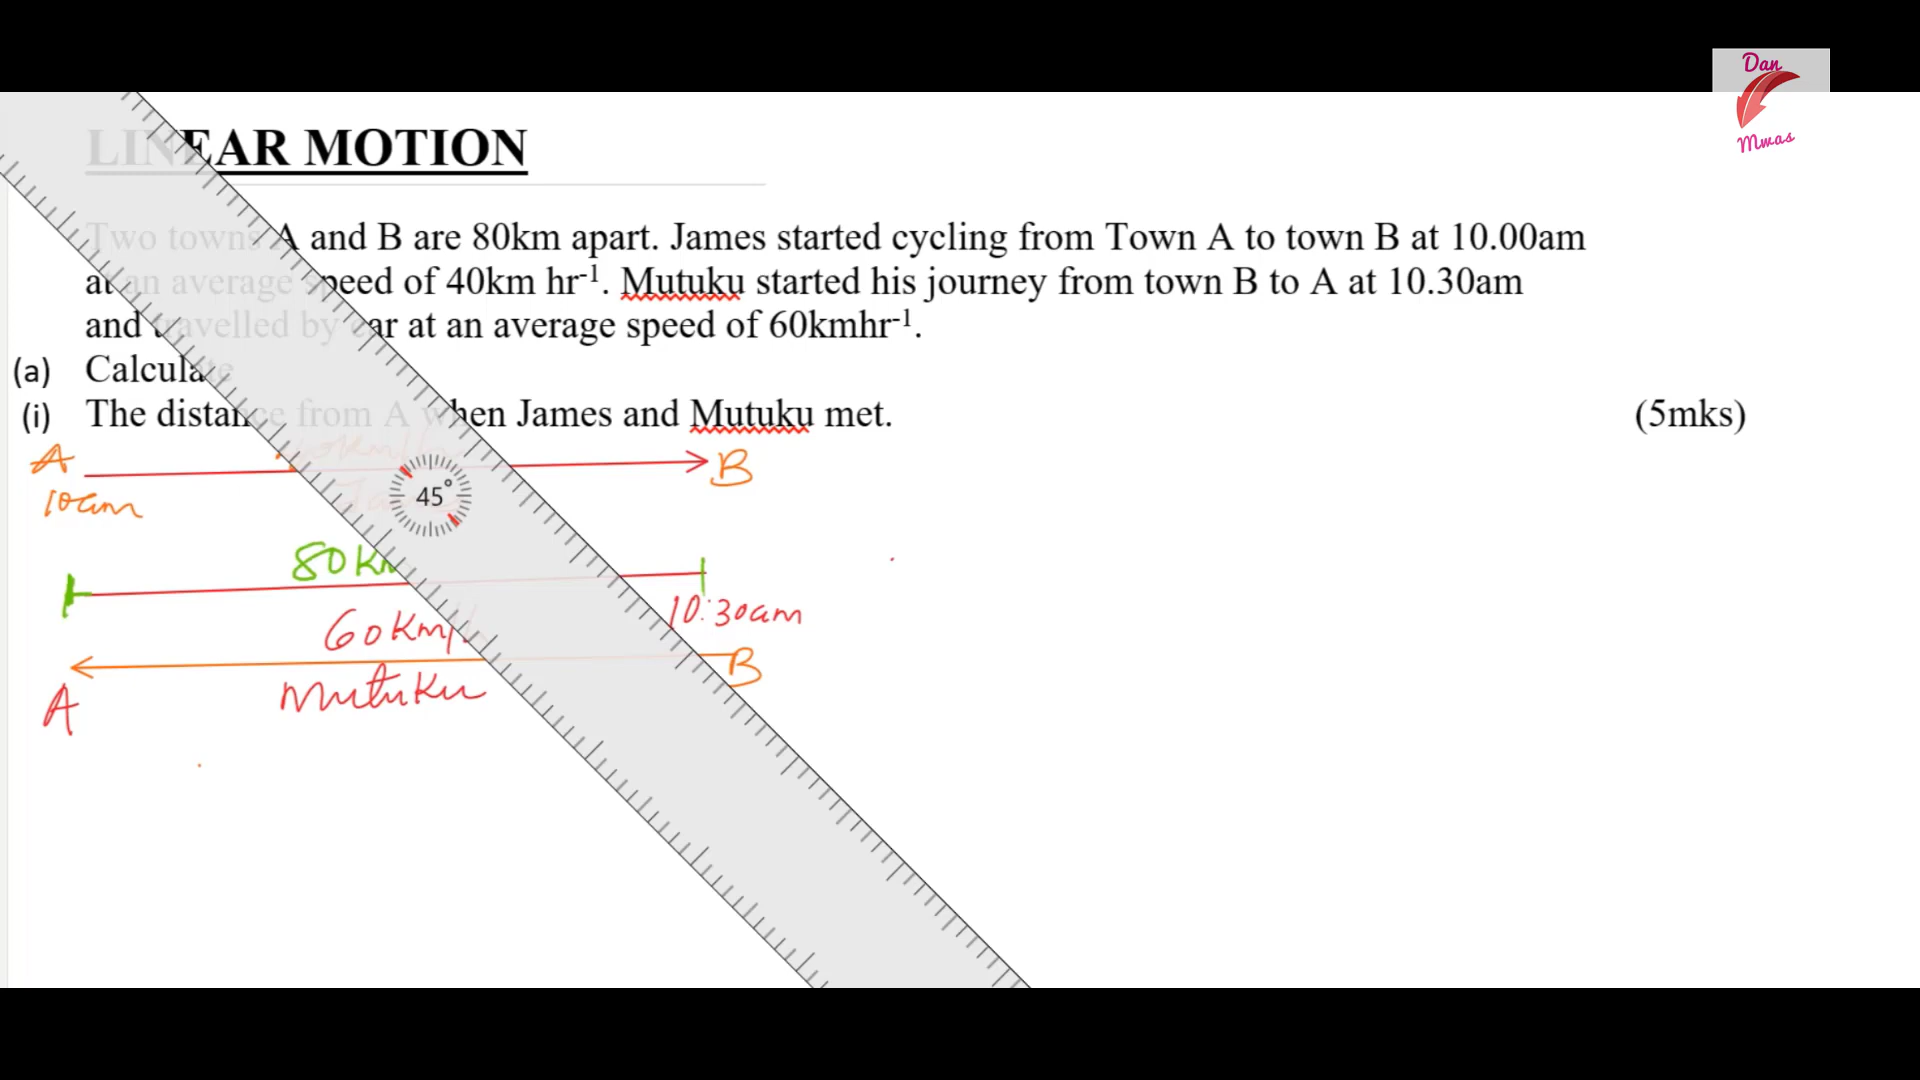 Dan
Mwas
LINEAR MOTION
Two towns A and B are 80km apart. James started cycling from Town A to town B at 10.00am
at an average speed of 40km hr-1. Mutuku started his journey from town B to A at 10.30am
and travelled by car at an average speed of 60kmhr-1.
(a) Calculate
(i) The distance from A when James and Mutuku met. (5mks)
A B
10am 45°
80Km
10:30am
60Km/h
B
A Mutuku